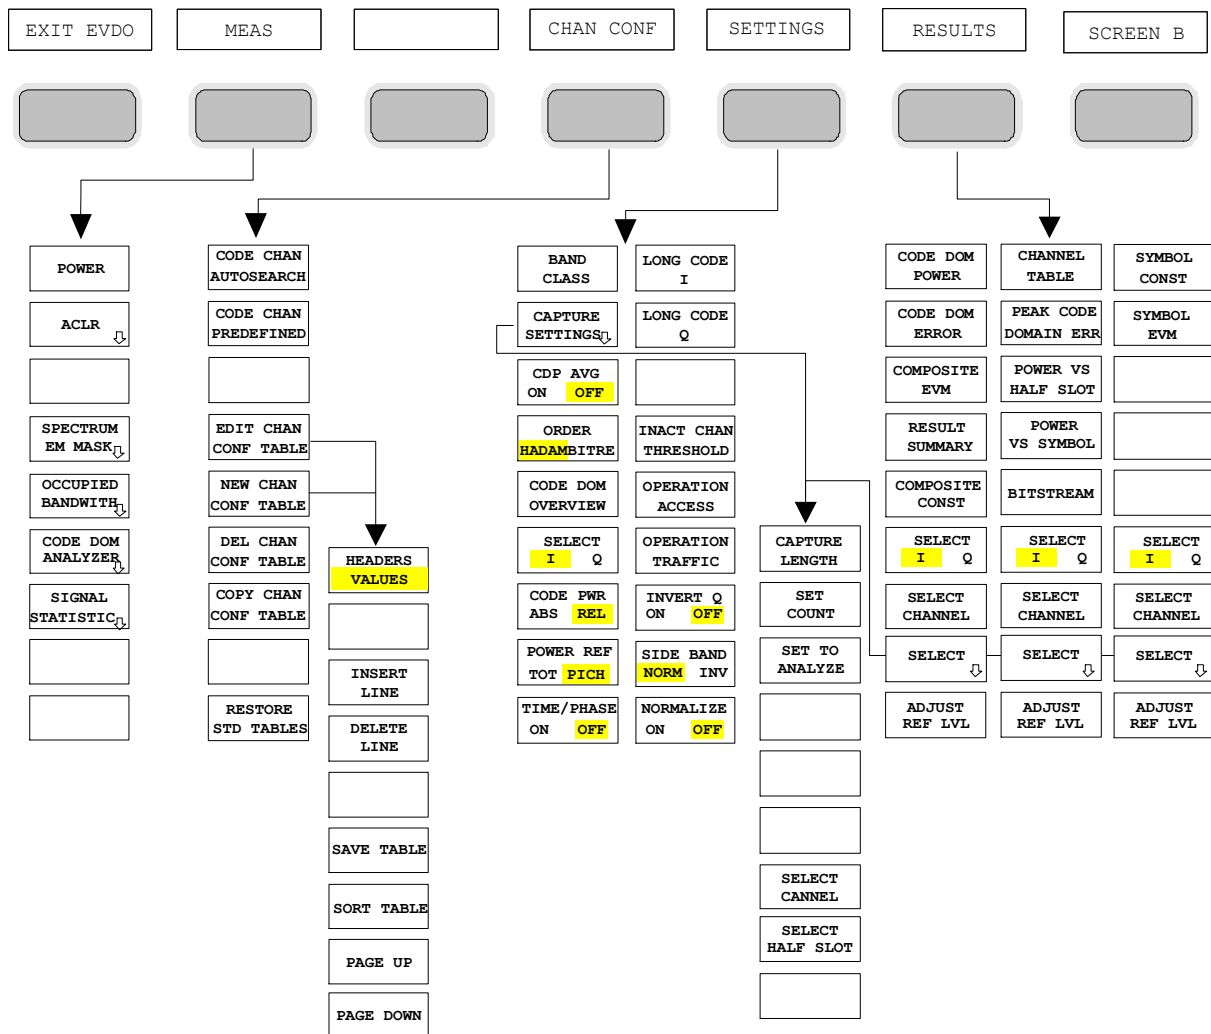 EXIT EVDO
MEAS
CHAN CONF
SETTINGS
RESULTS
SCREEN B
POWER
ACLR
SPECTRUM
EM MASK
OCCUPIED
BANDWITH
CODE DOM
ANALYZER
SIGNAL
STATISTIC
CODE CHAN
AUTOSEARCH
CODE CHAN
PREDEFINED
EDIT CHAN
CONF TABLE
NEW CHAN
CONF TABLE
DEL CHAN
CONF TABLE
COPY CHAN
CONF TABLE
RESTORE
STD TABLES
HEADERS
VALUES
INSERT
LINE
DELETE
LINE
SAVE TABLE
SORT TABLE
PAGE UP
PAGE DOWN
BAND
CLASS
CAPTURE
SETTINGS
CDP AVG
ON OFF
ORDER
HADAMBITRE
CODE DOM
OVERVIEW
SELECT
I Q
CODE PWR
ABS REL
POWER REF
TOT PICH
TIME/PHASE
ON OFF
LONG CODE
I
LONG CODE
Q
INACT CHAN
THRESHOLD
OPERATION
ACCESS
OPERATION
TRAFFIC
INVERT Q
ON OFF
SIDE BAND
NORM INV
NORMALIZE
ON OFF
CAPTURE
LENGTH
SET
COUNT
SET TO
ANALYZE
SELECT
CANNEL
SELECT
HALF SLOT
CODE DOM
POWER
CODE DOM
ERROR
COMPOSITE
EVM
RESULT
SUMMARY
COMPOSITE
CONST
SELECT
I Q
SELECT
CHANNEL
SELECT
ADJUST
REF LVL
CHANNEL
TABLE
PEAK CODE
DOMAIN ERR
POWER VS
HALF SLOT
POWER
VS SYMBOL
BITSTREAM
SELECT
I Q
SELECT
CHANNEL
SELECT
ADJUST
REF LVL
SYMBOL
CONST
SYMBOL
EVM
SELECT
I Q
SELECT
CHANNEL
SELECT
ADJUST
REF LVL